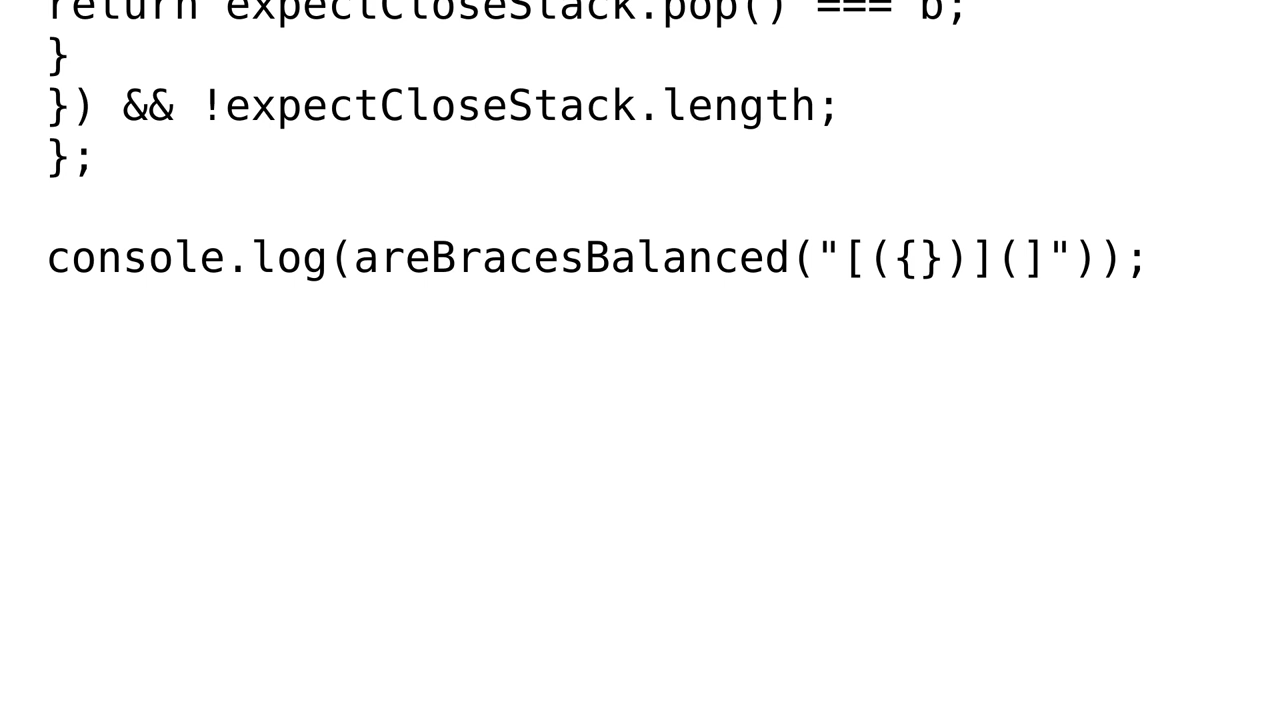 return expectCloseStack.pop() === b;
}
}) && !expectCloseStack.length;
};

console.log(areBracesBalanced("[({})](]"));